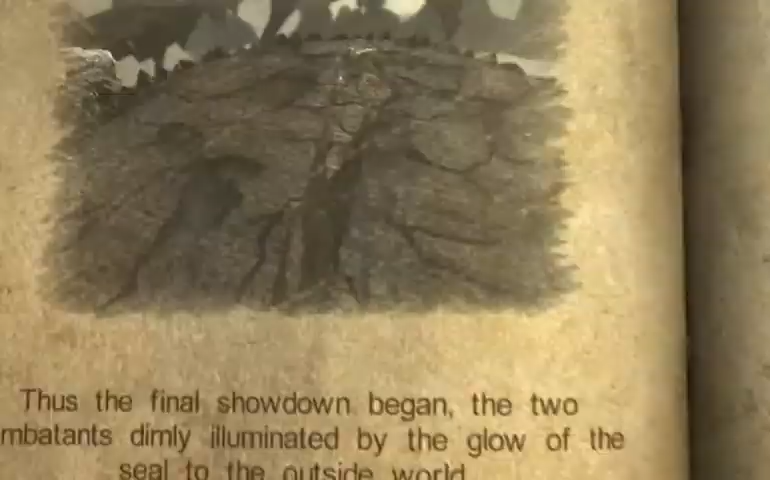 Thus the final showdown began, the two
mbatants dimly illuminated by the glow of the
seal to the outside world